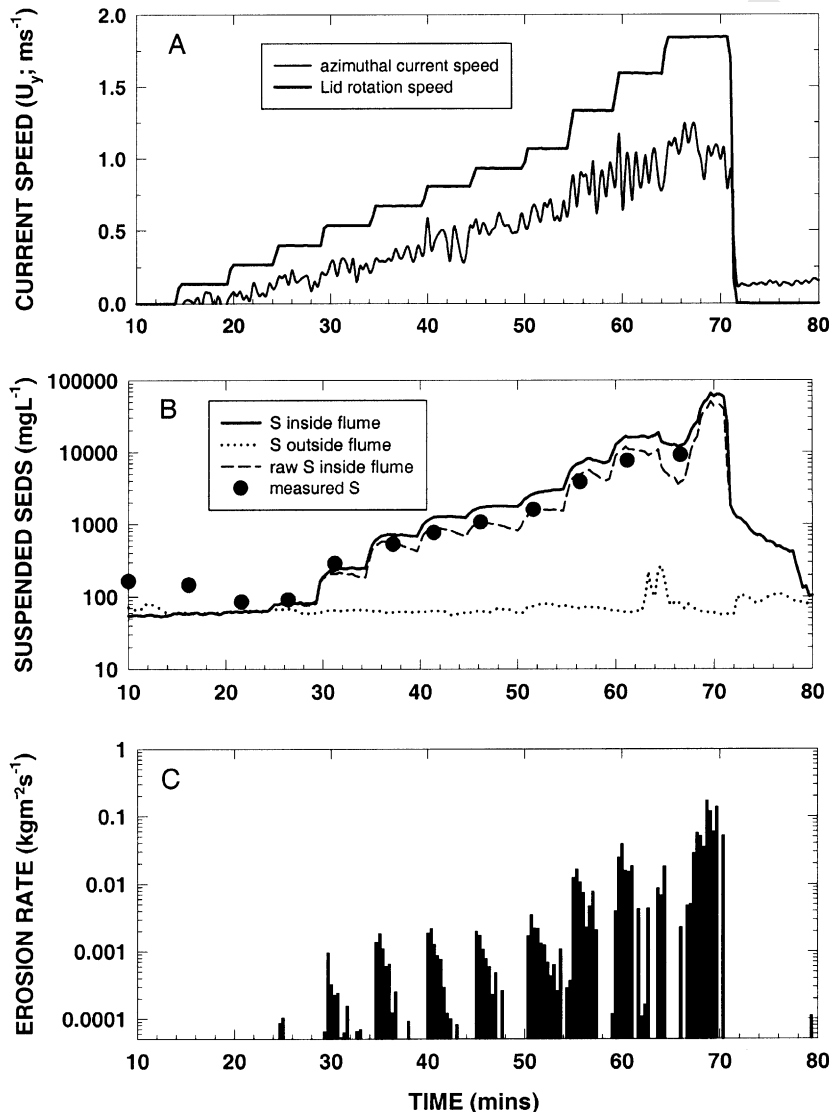 A
azimuthal current speed
Lid rotation speed
CURRENT SPEED (Uy; ms-1)
2.0
1.5
1.0
0.5
0.0
10 20 30 40 50 60 70 80
B
S inside flume
S outside flume
raw S inside flume
measured S
SUSPENDED SEDS (mgL-1)
100000
10000
1000
100
10
10 20 30 40 50 60 70 80
C
EROSION RATE (kgm-2s-1)
1
0.1
0.01
0.001
0.0001
10 20 30 40 50 60 70 80
TIME (mins)